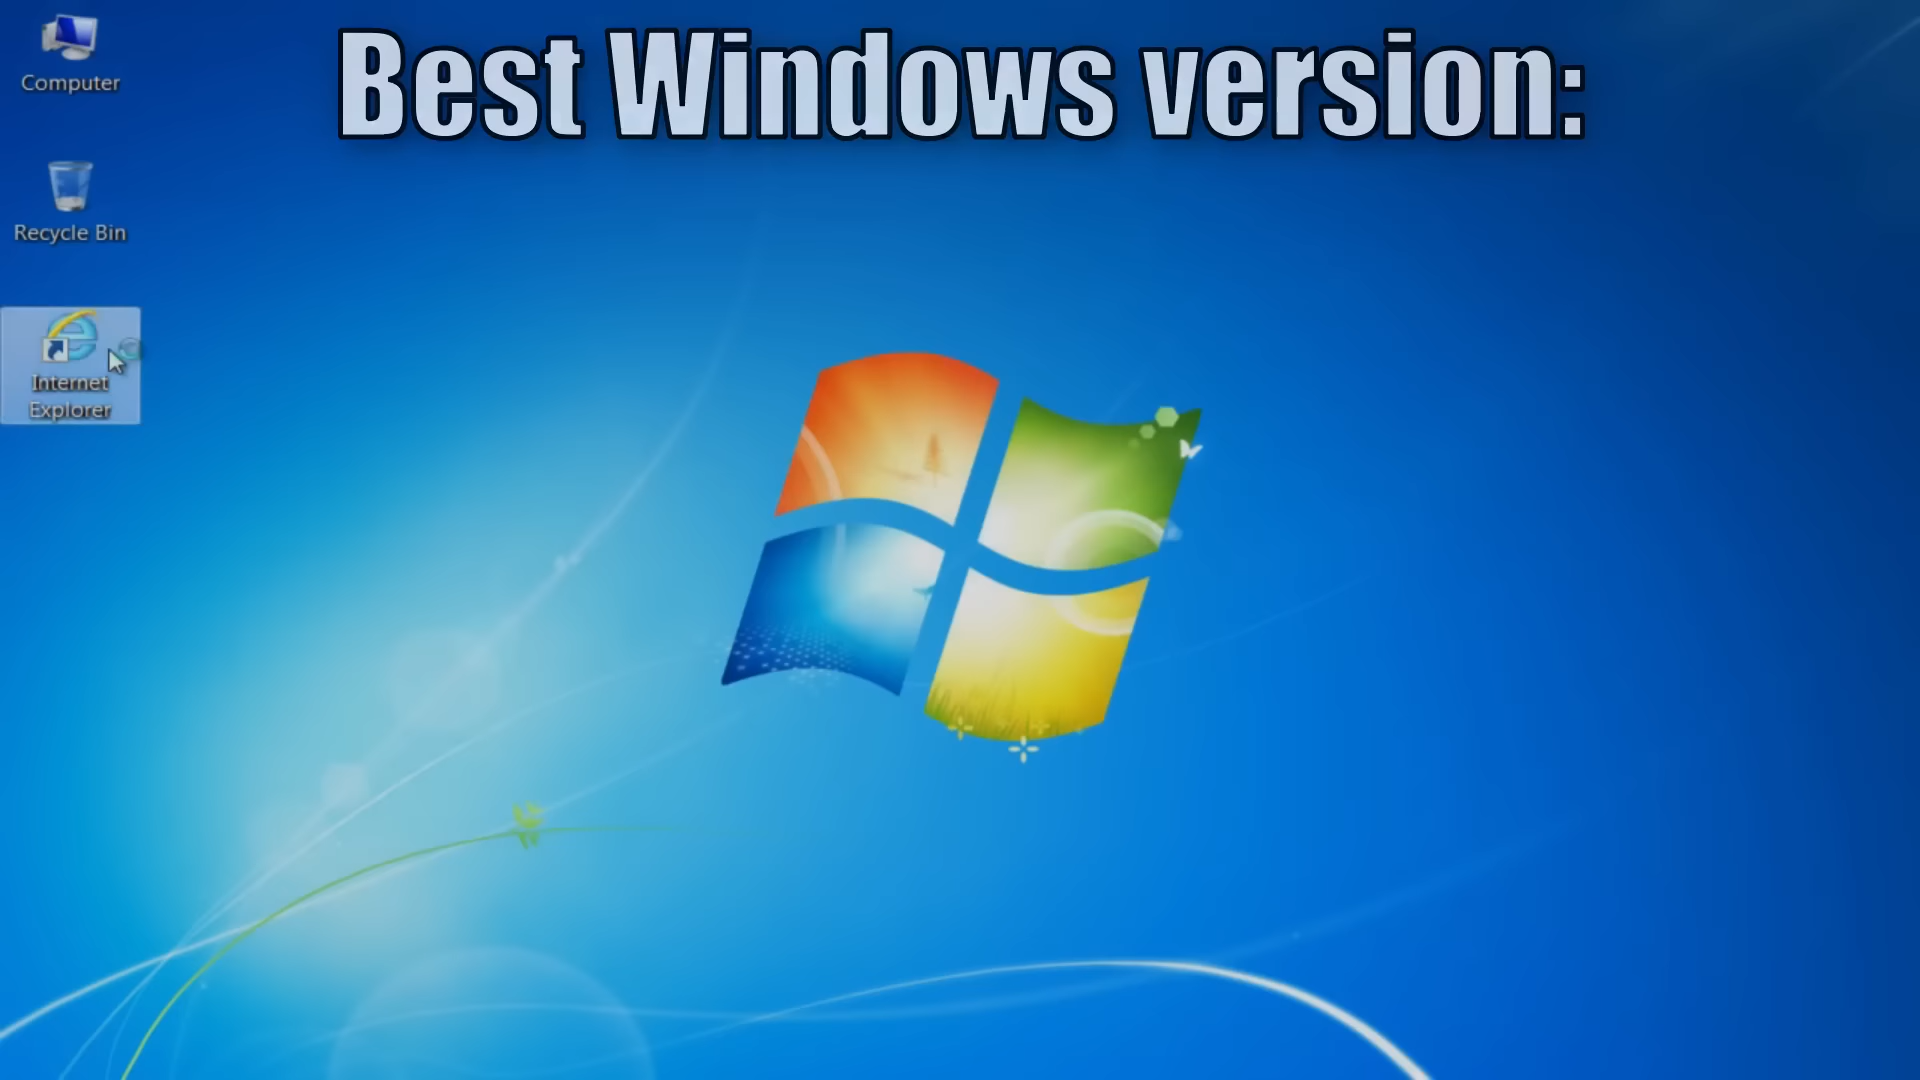 Best Windows version:
Computer
Recycle Bin
Internet
Explorer